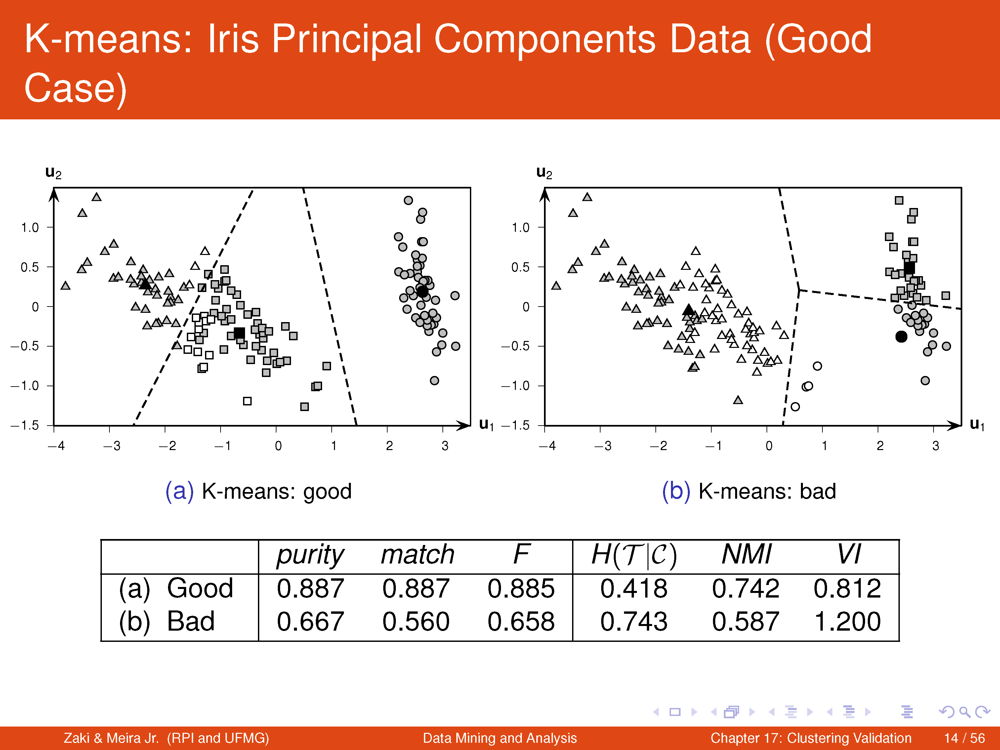 K-means: Iris Principal Components Data (Good
Case)
u2
1.0
0.5
0
−0.5
−1.0
−1.5
−4 −3 −2 −1 0 1 2 3
u1
(a) K-means: good
u2
1.0
0.5
0
−0.5
−1.0
−1.5
−4 −3 −2 −1 0 1 2 3
u1
(b) K-means: bad
purity match F H(𝒯|𝒞) NMI VI
(a) Good 0.887 0.887 0.885 0.418 0.742 0.812
(b) Bad 0.667 0.560 0.658 0.743 0.587 1.200
Zaki & Meira Jr. (RPI and UFMG) Data Mining and Analysis Chapter 17: Clustering Validation 14 / 56